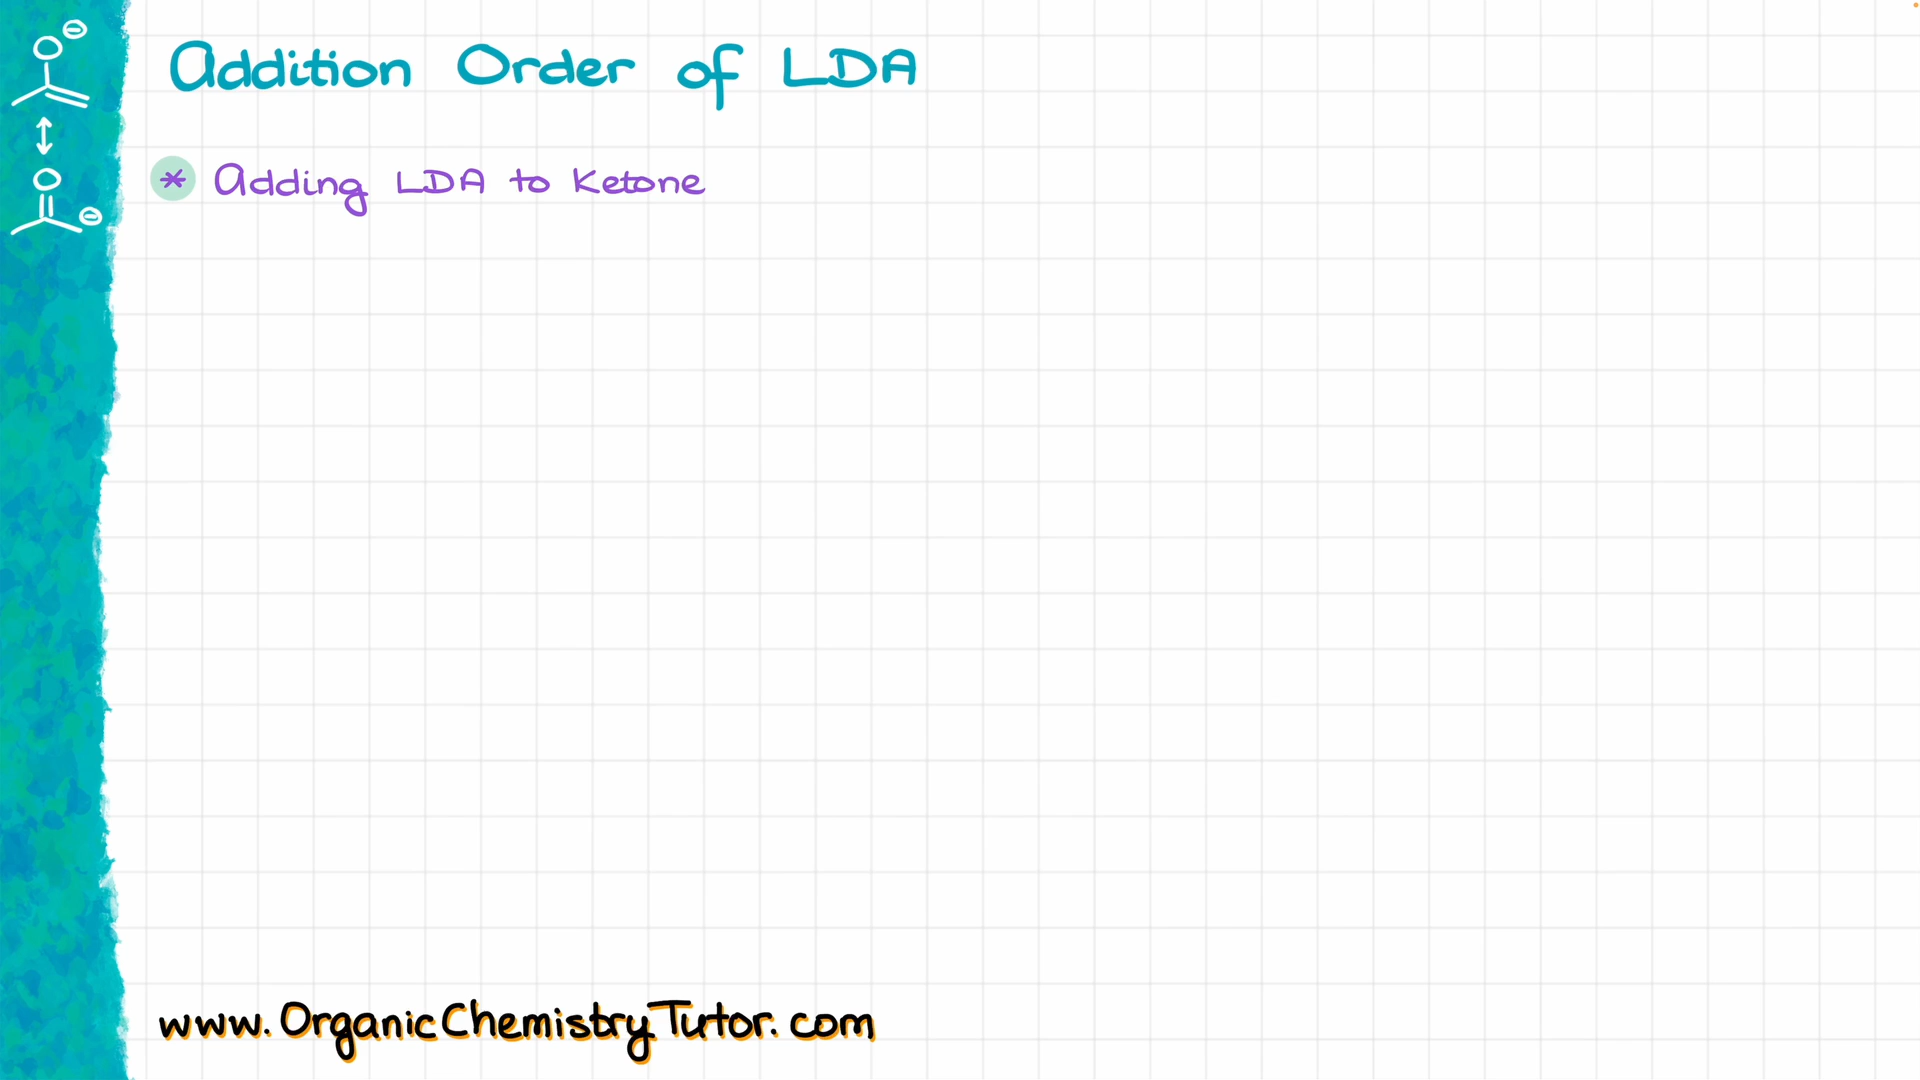 Addition Order of LDA
* Adding LDA to Ketone
www.OrganicChemistryTutor.com
O⊖
O
⊖